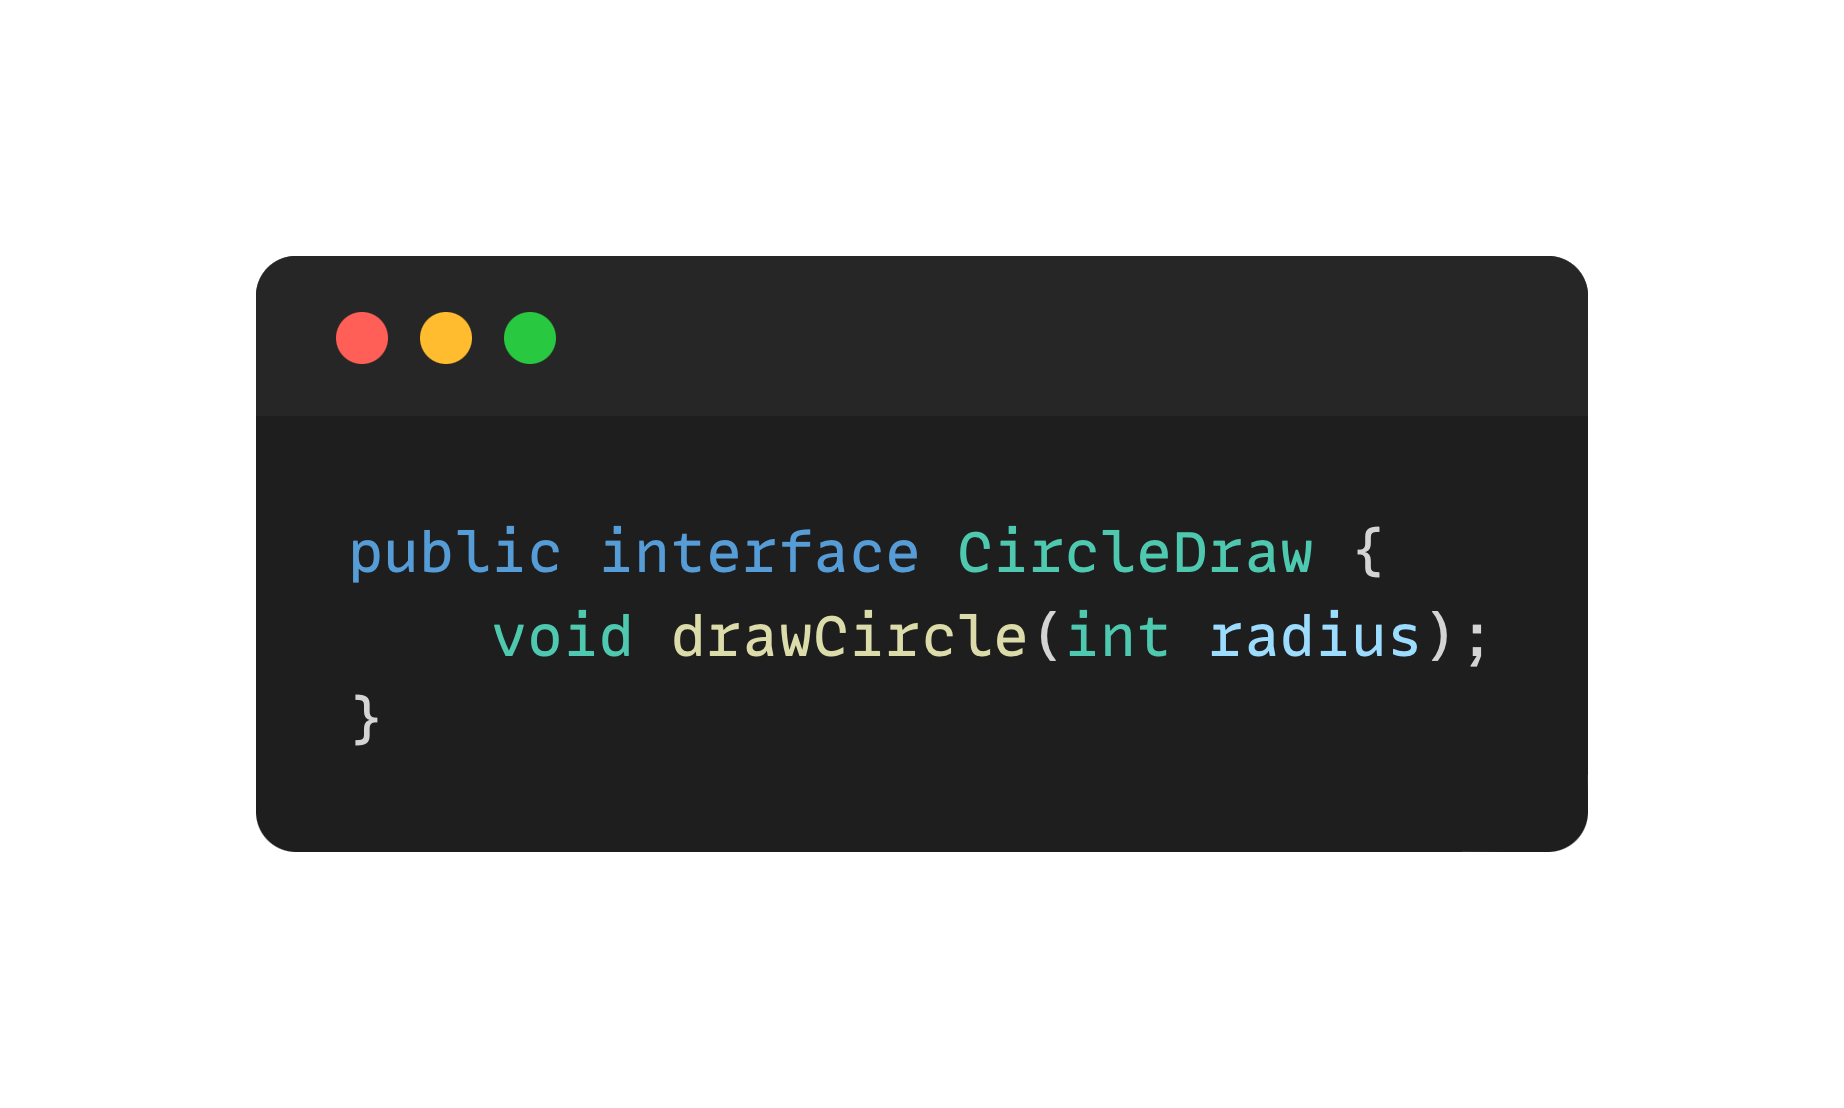 public interface CircleDraw {
    void drawCircle(int radius);
}